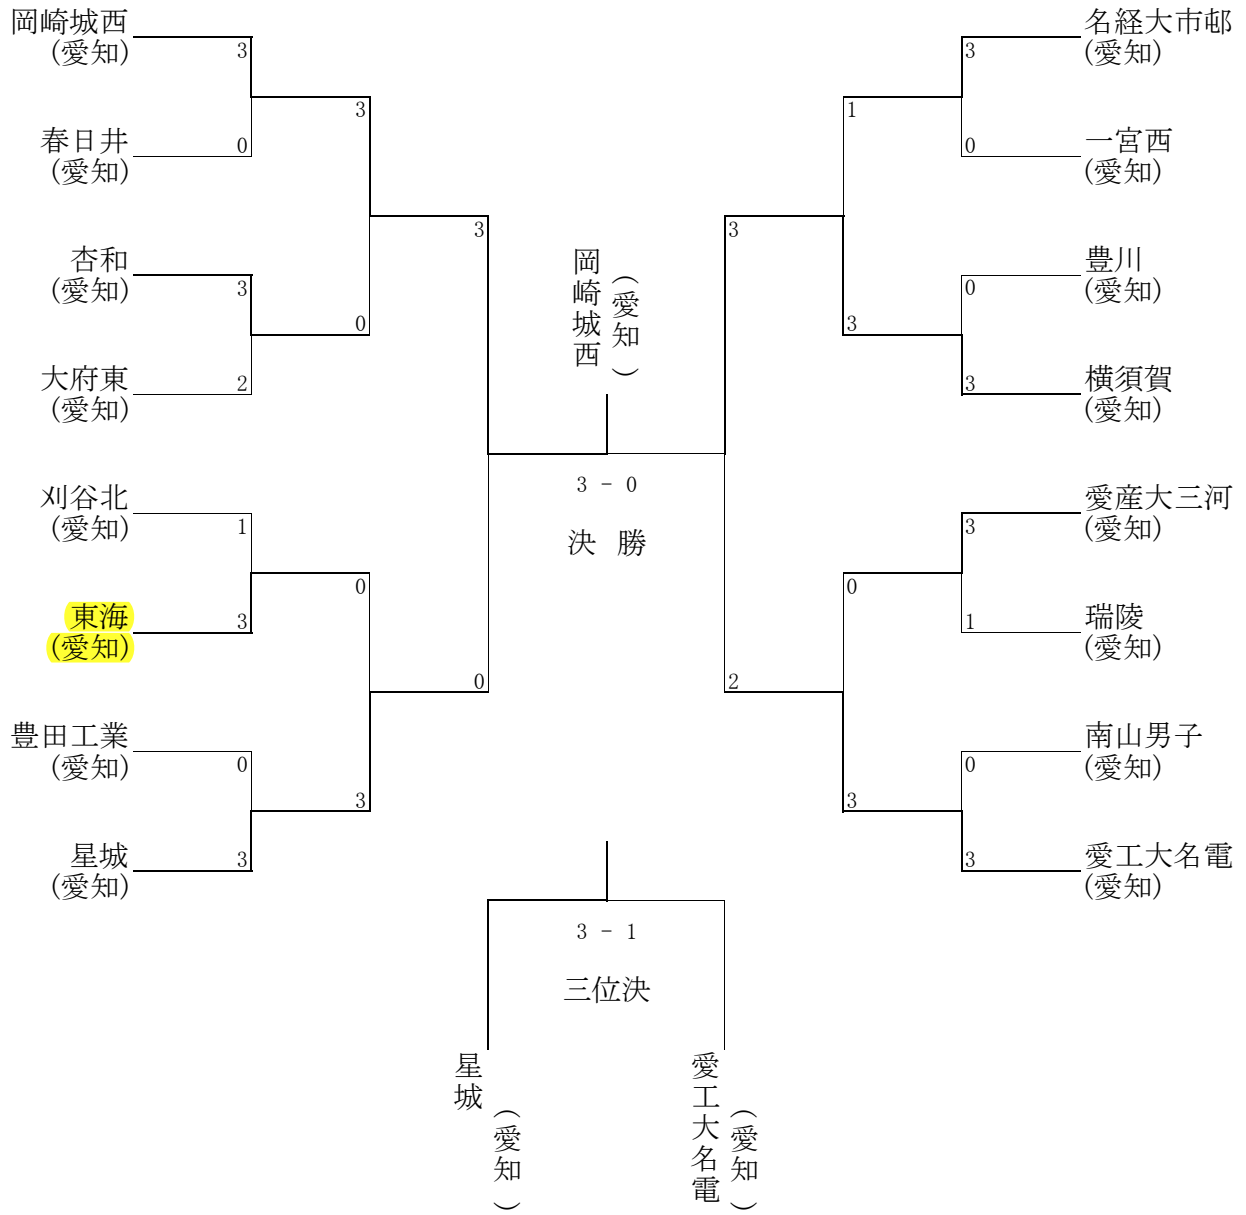 岡崎城西
(愛知)
3
春日井
(愛知)
0
3
杏和
(愛知)
3
大府東
(愛知)
2
0
3
刈谷北
(愛知)
1
東海
(愛知)
3
0
豊田工業
(愛知)
0
星城
(愛知)
3
3
0
岡崎城西
(愛知)
3 - 0
決 勝
名経大市邨
(愛知)
3
一宮西
(愛知)
0
1
豊川
(愛知)
0
横須賀
(愛知)
3
3
3
愛産大三河
(愛知)
3
瑞陵
(愛知)
1
0
南山男子
(愛知)
0
愛工大名電
(愛知)
3
3
2
3 - 1
三位決
星城
(愛知)
愛工大名電
(愛知)